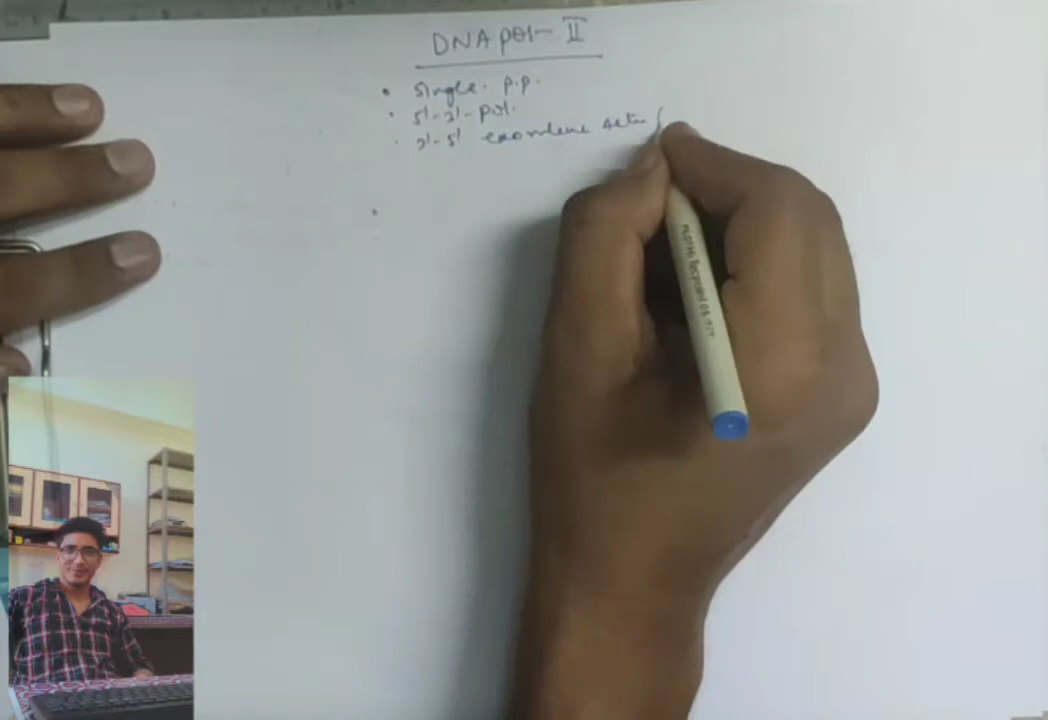 DNA pol- II
• Single. P.P.
• 5'-3'- pol.
• 3'-5' exonuclease activ (